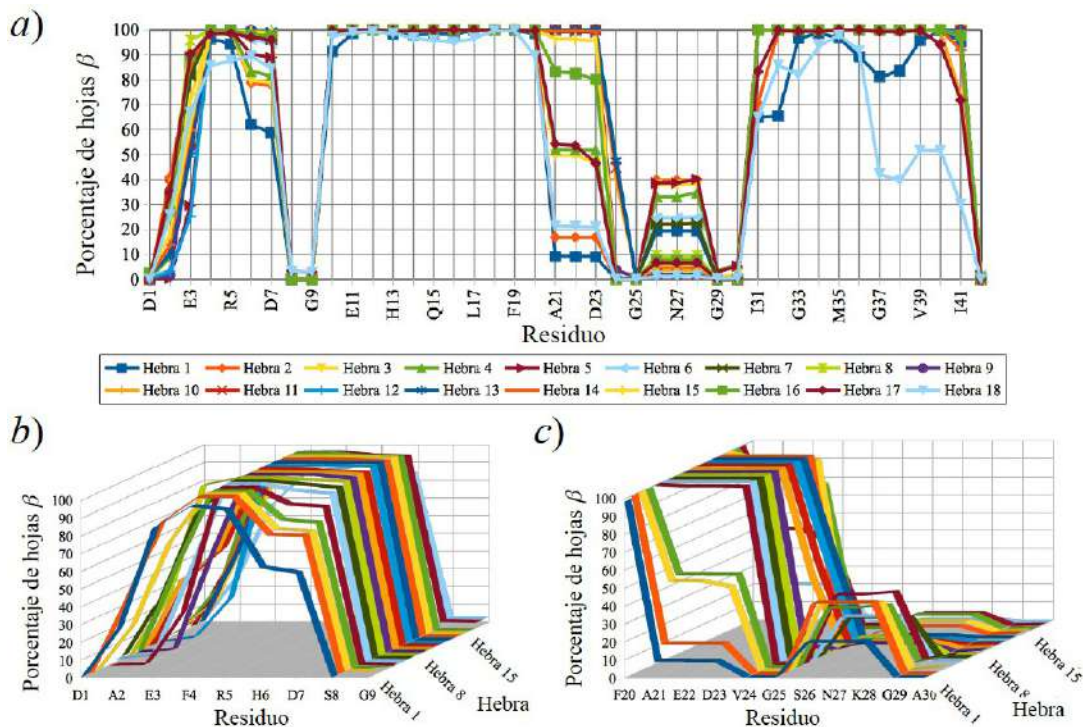 a)
Porcentaje de hojas β
100
90
80
70
60
50
40
30
20
10
0
D1 E3 R5 D7 G9 E11 H13 Q15 L17 F19 A21 D23 G25 N27 G29 I31 G33 M35 G37 V39 I41
Residuo
Hebra 1 Hebra 2 Hebra 3 Hebra 4 Hebra 5 Hebra 6 Hebra 7 Hebra 8 Hebra 9
Hebra 10 Hebra 11 Hebra 12 Hebra 13 Hebra 14 Hebra 15 Hebra 16 Hebra 17 Hebra 18
b)
Porcentaje de hojas β
100
90
80
70
60
50
40
30
20
10
0
D1 A2 E3 F4 R5 H6 D7 S8 G9
Residuo
Hebra 1
Hebra 8
Hebra 15
Hebra
c)
Porcentaje de hojas β
100
90
80
70
60
50
40
30
20
10
0
F20 A21 E22 D23 V24 G25 S26 N27 K28 G29 A30
Residuo
Hebra 1
Hebra 8
Hebra 15
Hebra